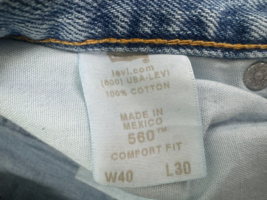 levi.com
(800) USA-LEVI
100% COTTON
MADE IN
MEXICO
560™
COMFORT FIT
W40 L30